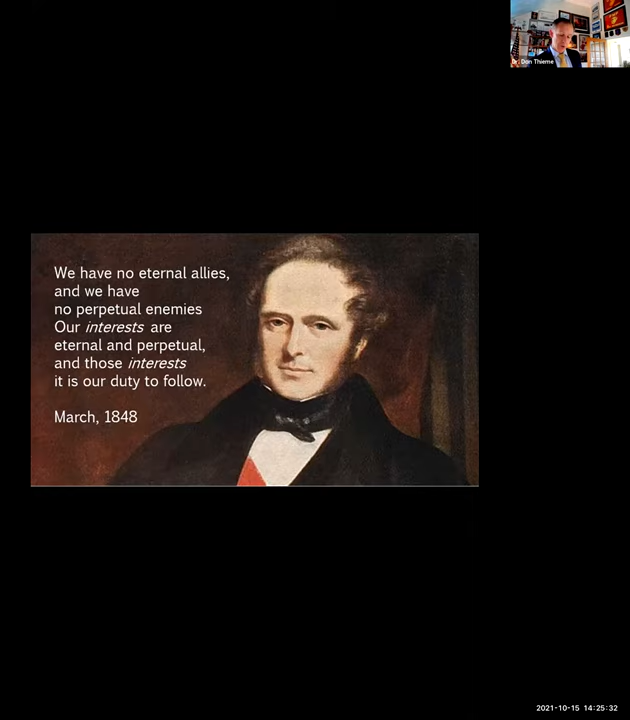 Dr. Don Thieme
We have no eternal allies,
and we have
no perpetual enemies
Our interests are
eternal and perpetual,
and those interests
it is our duty to follow.
March, 1848
2021-10-15 14:25:32